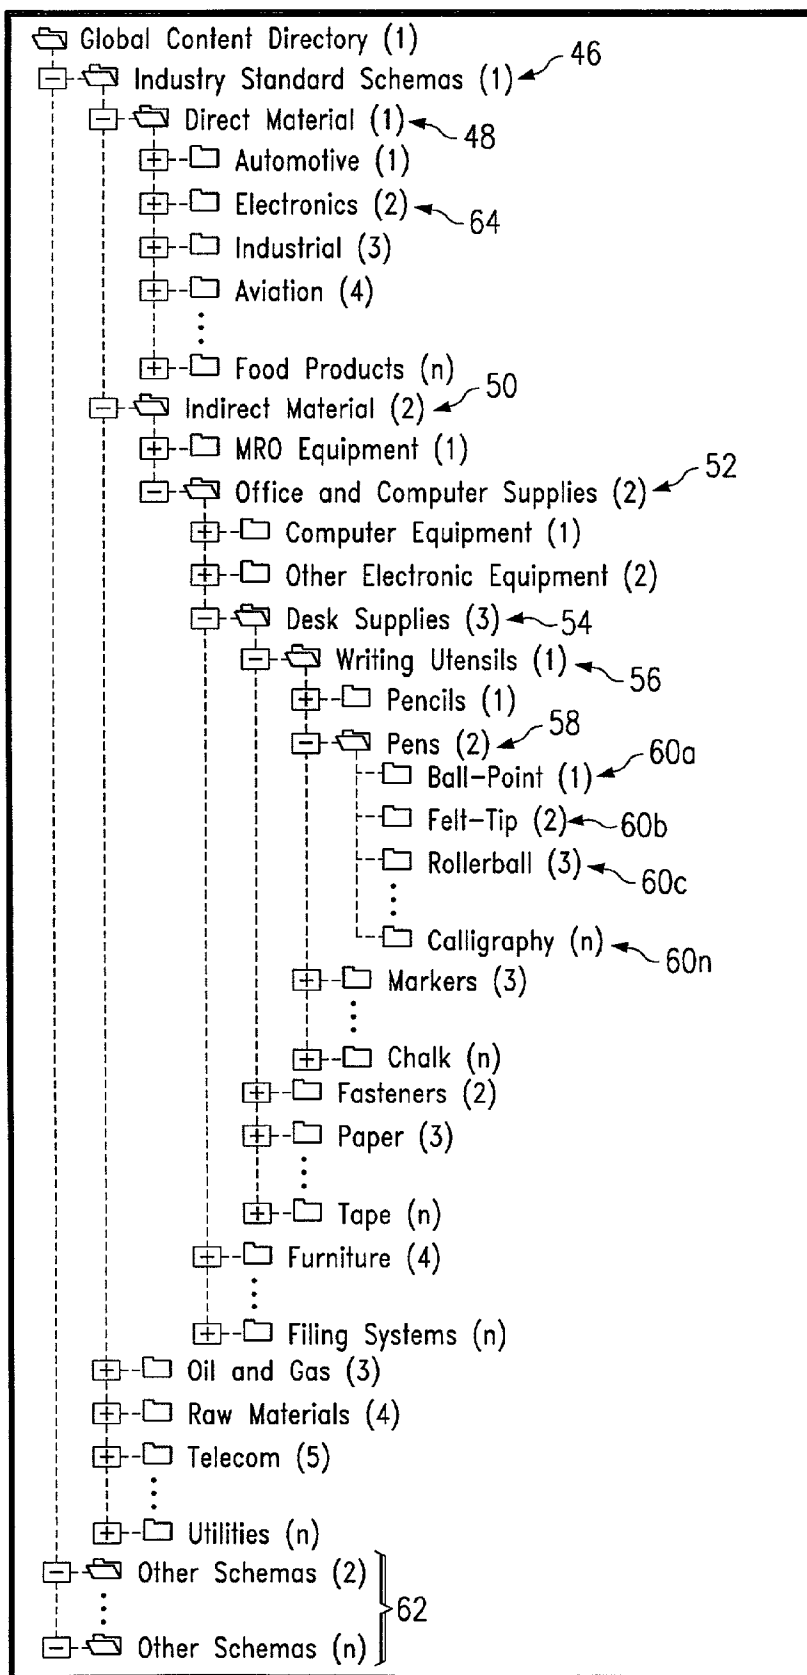 Global Content Directory (1)
Industry Standard Schemas (1) 46
Direct Material (1) 48
Automotive (1)
Electronics (2) 64
Industrial (3)
Aviation (4)
Food Products (n)
Indirect Material (2) 50
MRO Equipment (1)
Office and Computer Supplies (2) 52
Computer Equipment (1)
Other Electronic Equipment (2)
Desk Supplies (3) 54
Writing Utensils (1) 56
Pencils (1)
Pens (2) 58
Ball-Point (1) 60a
Felt-Tip (2) 60b
Rollerball (3) 60c
Calligraphy (n) 60n
Markers (3)
Chalk (n)
Fasteners (2)
Paper (3)
Tape (n)
Furniture (4)
Filing Systems (n)
Oil and Gas (3)
Raw Materials (4)
Telecom (5)
Utilities (n)
Other Schemas (2)
62
Other Schemas (n)